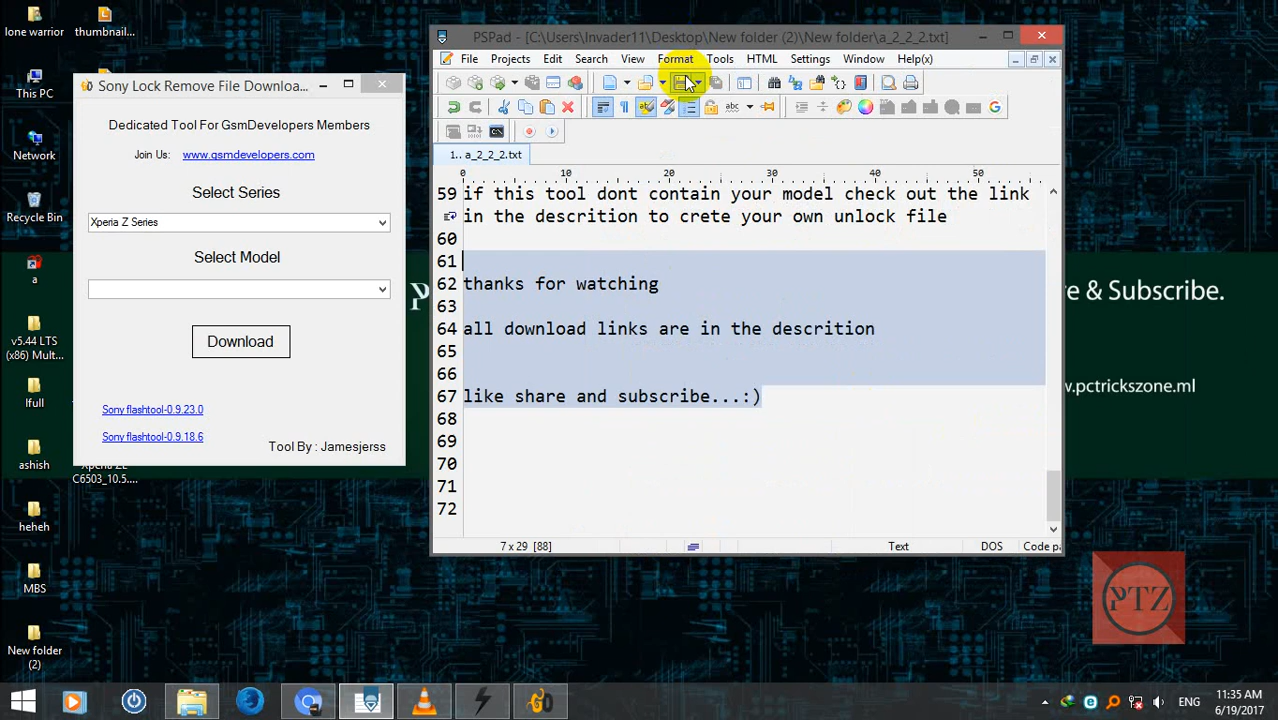 lone warrior
thumbnail...
This PC
Network
Recycle Bin
a
v5.44 LTS
(x86) Mult...
lfull
ashish
C6503_10.5....
heheh
MBS
New folder
(2)
Sony Lock Remove File Downloa...
Dedicated Tool For GsmDevelopers Members
Join Us: www.gsmdevelopers.com
Select Series
Xperia Z Series
Select Model
Download
Sony flashtool-0.9.23.0
Sony flashtool-0.9.18.6
Tool By : Jamesjerss
PSPad - [C:\Users\Invader11\Desktop\New folder (2)\New folder\a_2_2_2.txt]
File Projects Edit Search View Format Tools HTML Settings Window Help(x)
1.. a_2_2_2.txt
0 10 20 30 40 50
59 if this tool dont contain your model check out the link
in the descrition to crete your own unlock file
60
61
62 thanks for watching
63
64 all download links are in the descrition
65
66
67 like share and subscribe...:)
68
69
70
71
72
7 x 29 [88] Text DOS Code pa
e & Subscribe.
w.pctrickszone.ml
PTZ
ENG
11:35 AM
6/19/2017